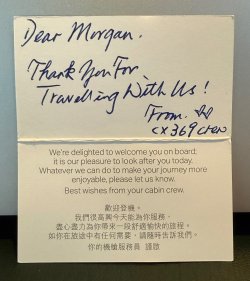 Dear Morgan.
Thank You For
Travelling With Us!
From. ♡♡
CX369 crew
We're delighted to welcome you on board;
it is our pleasure to look after you today.
Whatever we can do to make your journey more
enjoyable, please let us know.
Best wishes from your cabin crew.
歡迎登機。
我們很高興今天能為你服務，
盡心盡力為你帶來一段舒適愉快的旅程。
如你在旅途中有任何需要，請隨時告訴我們。
你的機艙服務員 謹啟